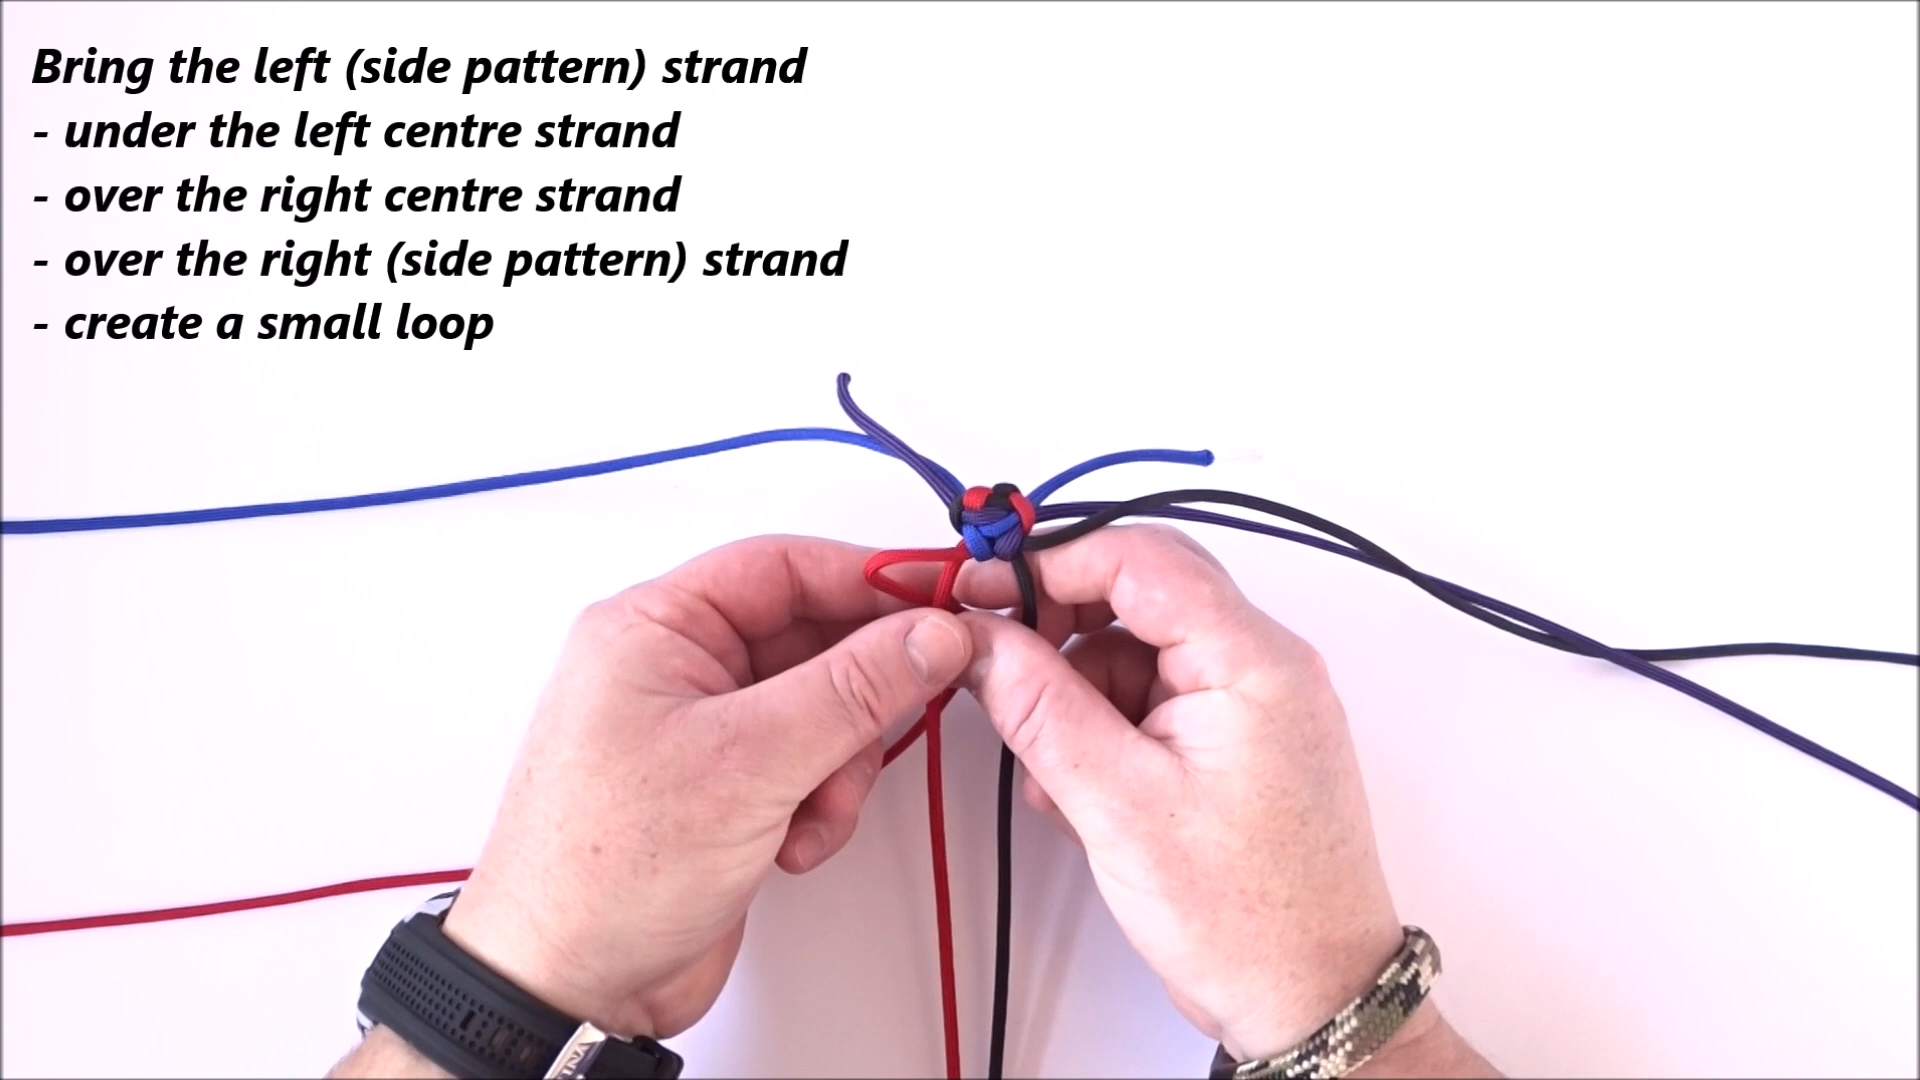 Bring the left (side pattern) strand
- under the left centre strand
- over the right centre strand
- over the right (side pattern) strand
- create a small loop